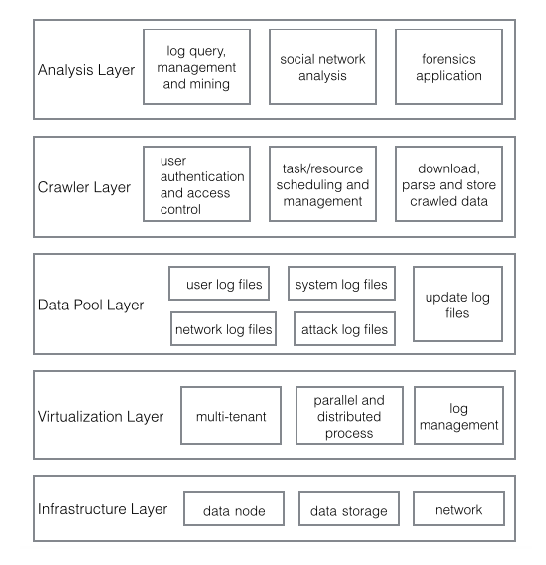 Analysis Layer
log query,
management
and mining
social network
analysis
forensics
application
Crawler Layer
user
authentication
and access
control
task/resource
scheduling and
management
download,
parse and store
crawled data
Data Pool Layer
user log files
system log files
network log files
attack log files
update log
files
Virtualization Layer
multi-tenant
parallel and
distributed
process
log
management
Infrastructure Layer
data node
data storage
network